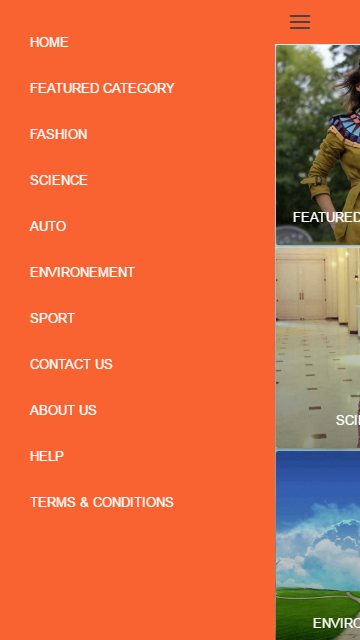 HOME
FEATURED CATEGORY
FASHION
SCIENCE
AUTO
ENVIRONEMENT
SPORT
CONTACT US
ABOUT US
HELP
TERMS & CONDITIONS
FEATURED
SCI
ENVIRO